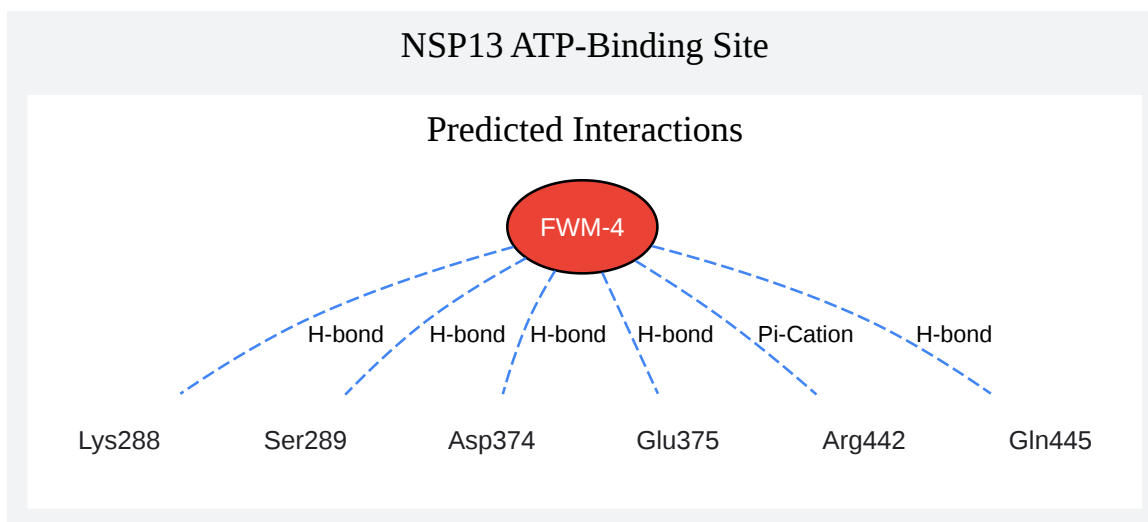 NSP13 ATP-Binding Site
Predicted Interactions
FWM-4
H-bond H-bond H-bond H-bond Pi-Cation H-bond
Lys288 Ser289 Asp374 Glu375 Arg442 Gln445